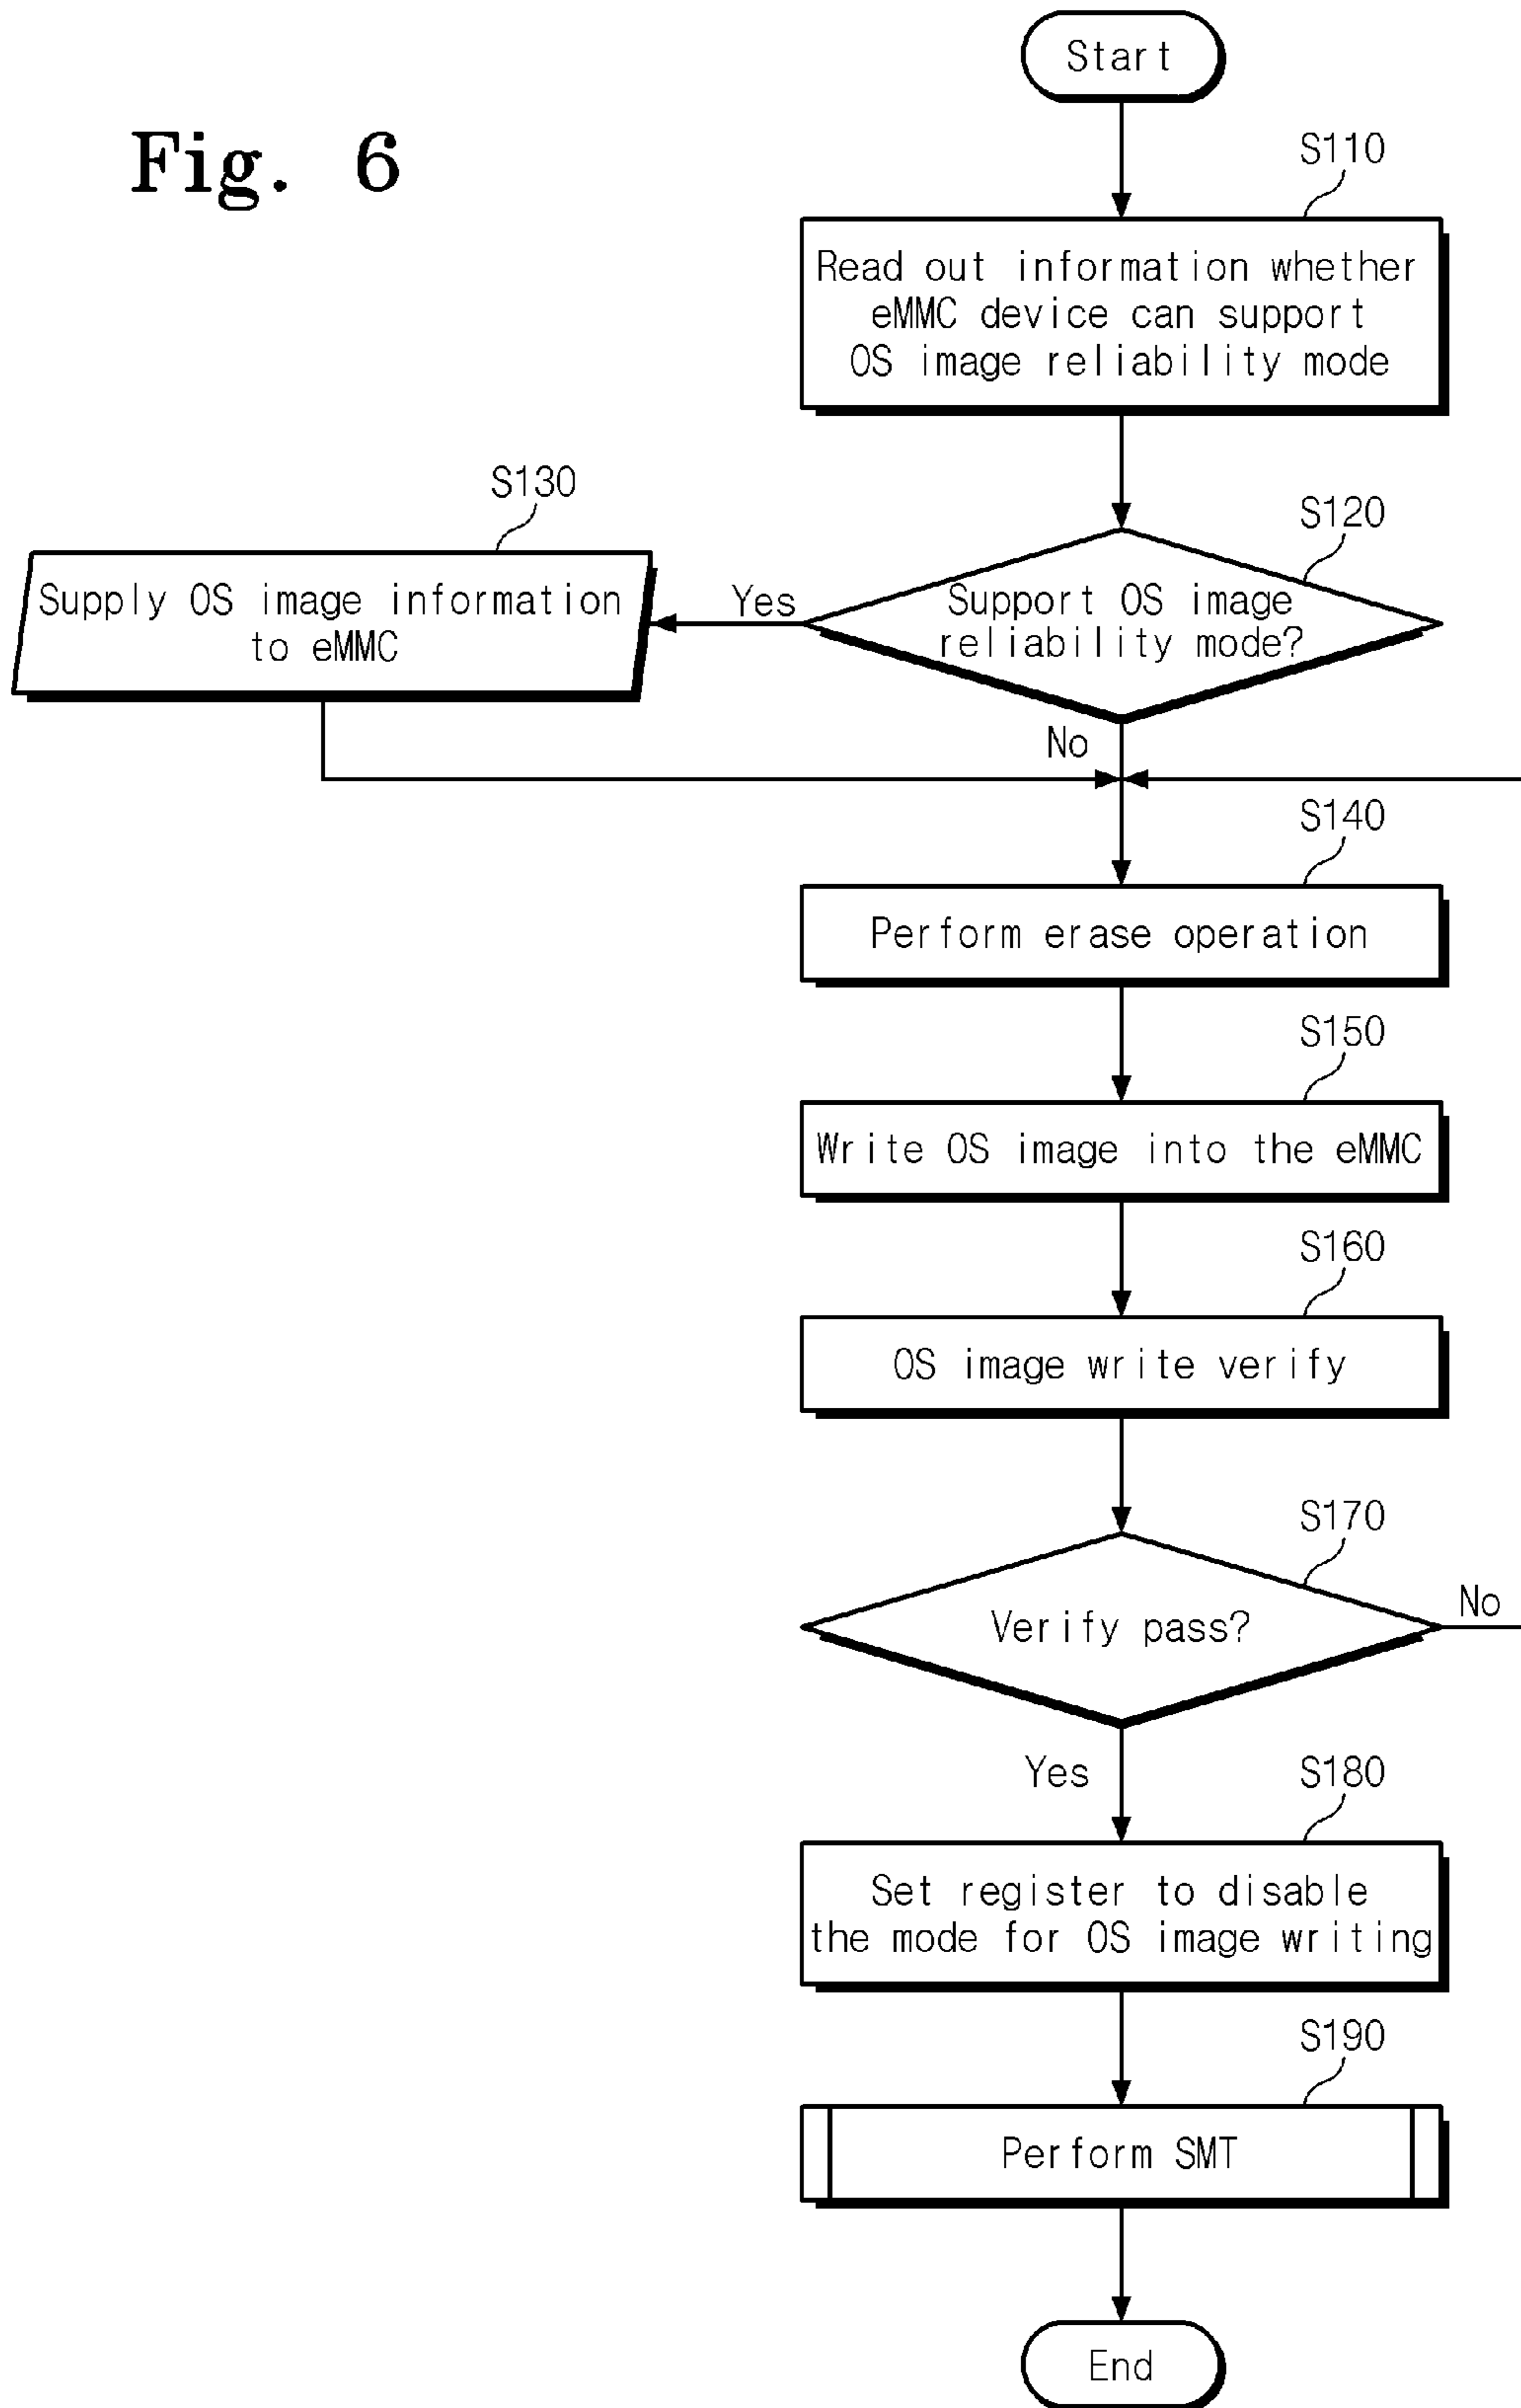 Fig. 6
Start
S110
Read out information whether
eMMC device can support
OS image reliability mode
S130
S120
Supply OS image information
to eMMC
Yes
Support OS image
reliability mode?
No
S140
Perform erase operation
S150
Write OS image into the eMMC
S160
OS image write verify
S170
Verify pass?
No
Yes
S180
Set register to disable
the mode for OS image writing
S190
Perform SMT
End